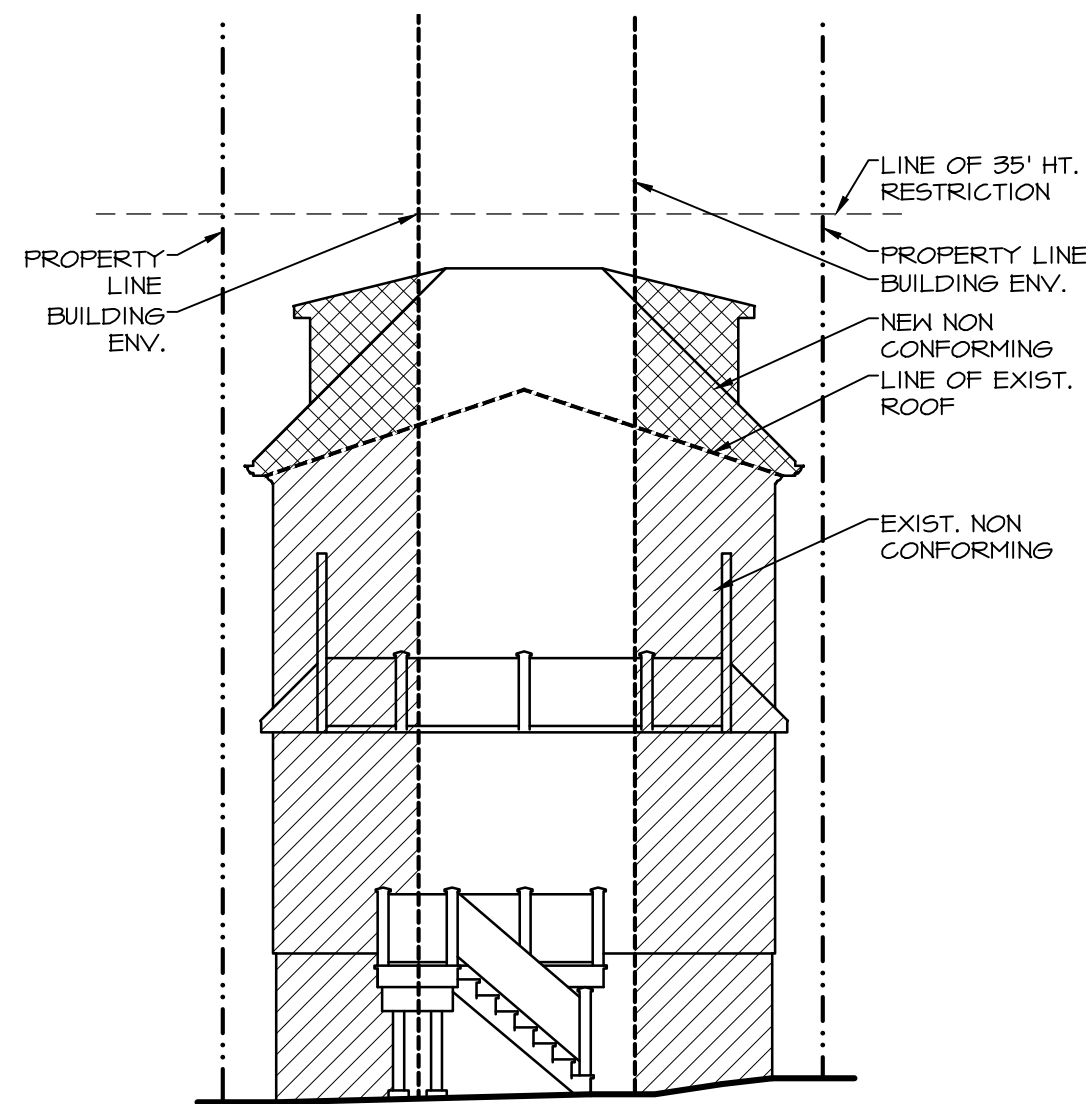 LINE OF 35' HT.
RESTRICTION
PROPERTY
LINE
BUILDING
ENV.
PROPERTY LINE
BUILDING ENV.
NEW NON
CONFORMING
LINE OF EXIST.
ROOF
EXIST. NON
CONFORMING